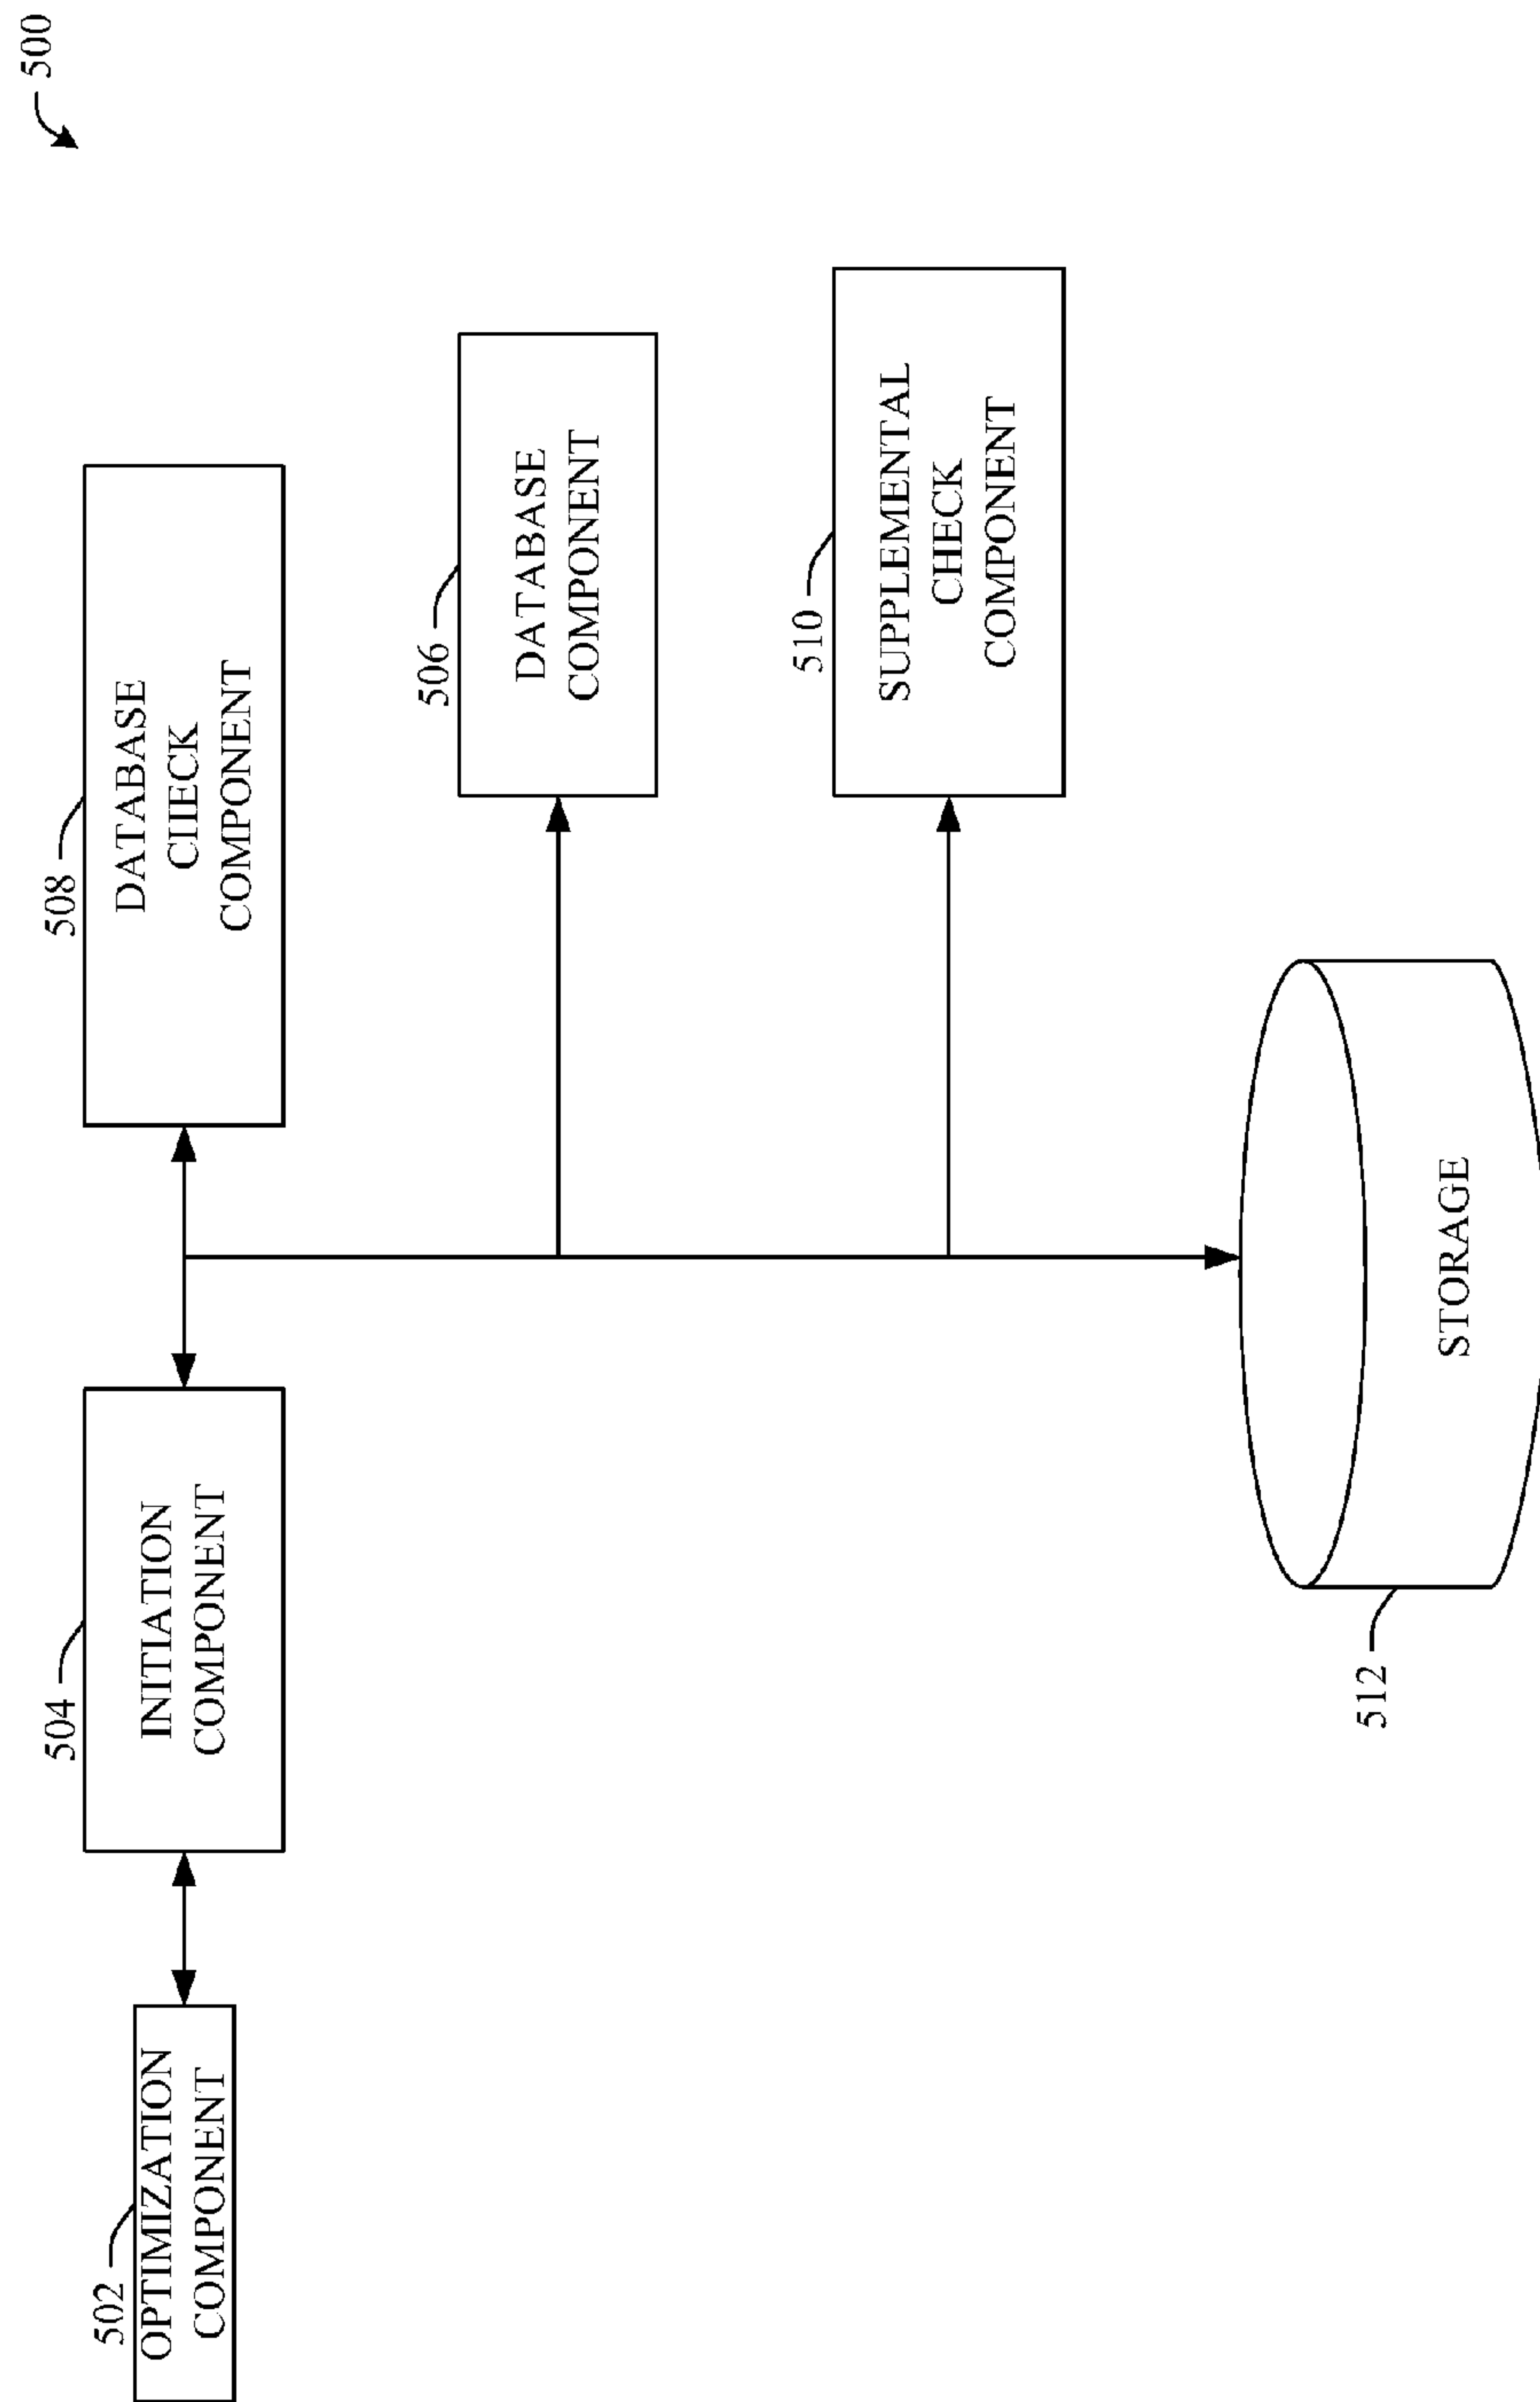 500
502
OPTIMIZATION
COMPONENT
504
INITIATION
COMPONENT
508
DATABASE
CHECK
COMPONENT
506
DATABASE
COMPONENT
510
SUPPLEMENTAL
CHECK
COMPONENT
512
STORAGE